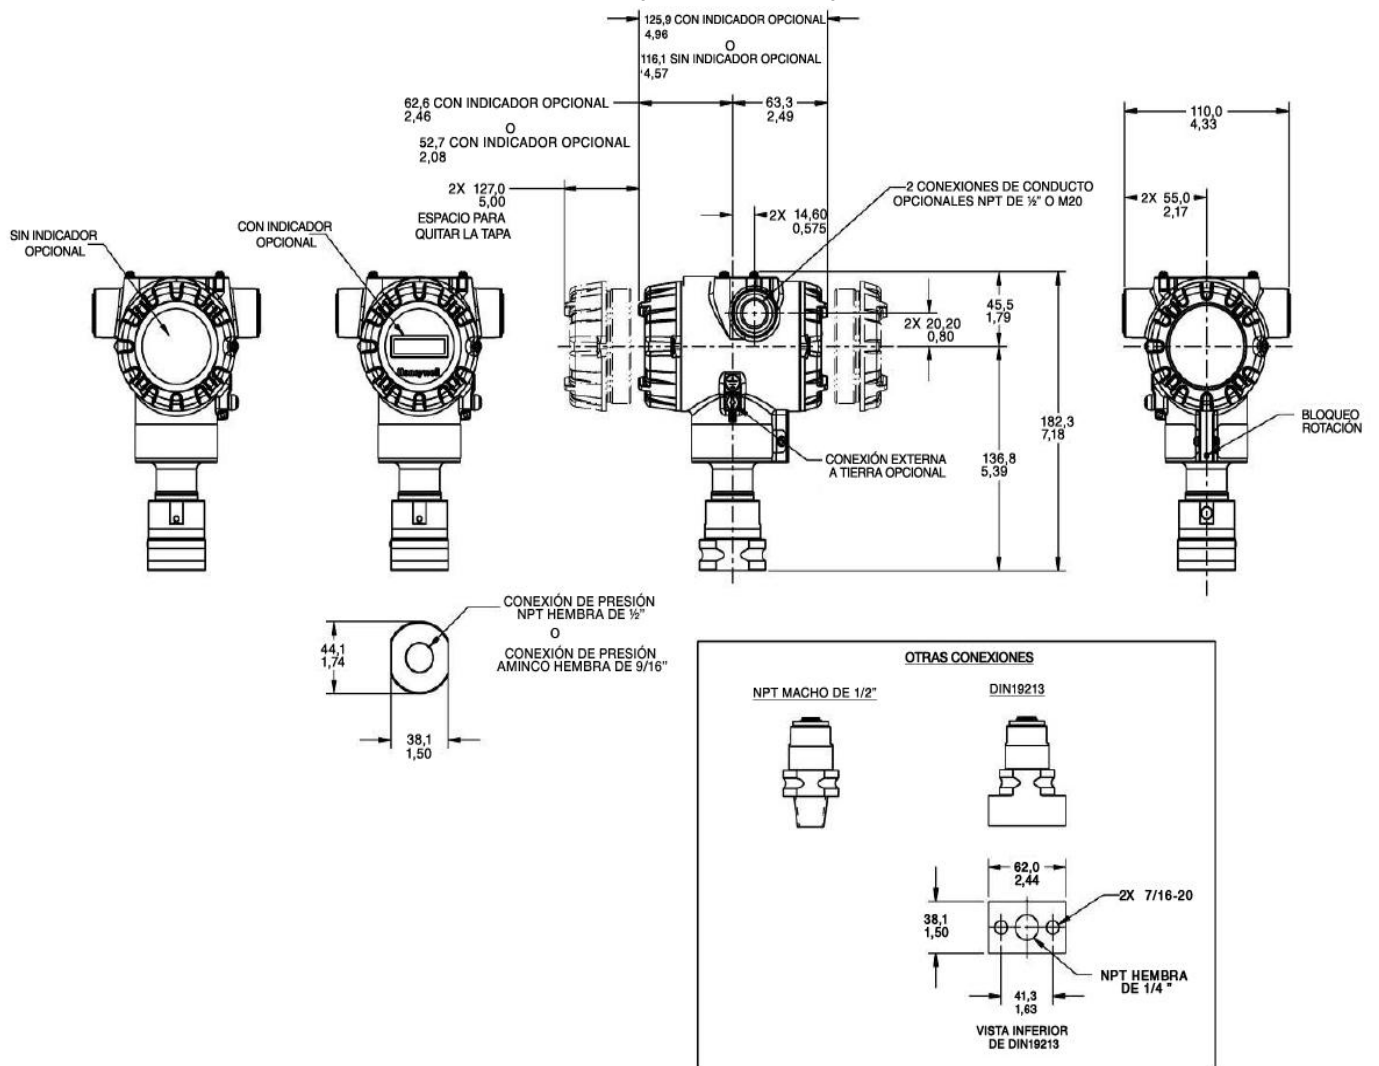 125,9 CON INDICADOR OPCIONAL
4,96
O
116,1 SIN INDICADOR OPCIONAL
4,57
62,6 CON INDICADOR OPCIONAL
2,46
O
52,7 CON INDICADOR OPCIONAL
2,08
63,3
2,49
110,0
4,33
2X 127,0
5,00
ESPACIO PARA
QUITAR LA TAPA
2X 14,60
0,575
2 CONEXIONES DE CONDUCTO
OPCIONALES NPT DE ½" O M20
2X 55,0
2,17
SIN INDICADOR
OPCIONAL
CON INDICADOR
OPCIONAL
Honeywell
2X 20,20
0,80
45,5
1,79
182,3
7,18
136,8
5,39
CONEXIÓN EXTERNA
A TIERRA OPCIONAL
BLOQUEO
ROTACIÓN
CONEXIÓN DE PRESIÓN
NPT HEMBRA DE ½"
O
CONEXIÓN DE PRESIÓN
AMINCO HEMBRA DE 9/16"
44,1
1,74
38,1
1,50
OTRAS CONEXIONES
NPT MACHO DE 1/2"
DIN19213
62,0
2,44
38,1
1,50
2X 7/16-20
NPT HEMBRA
DE 1/4 "
41,3
1,63
VISTA INFERIOR
DE DIN19213